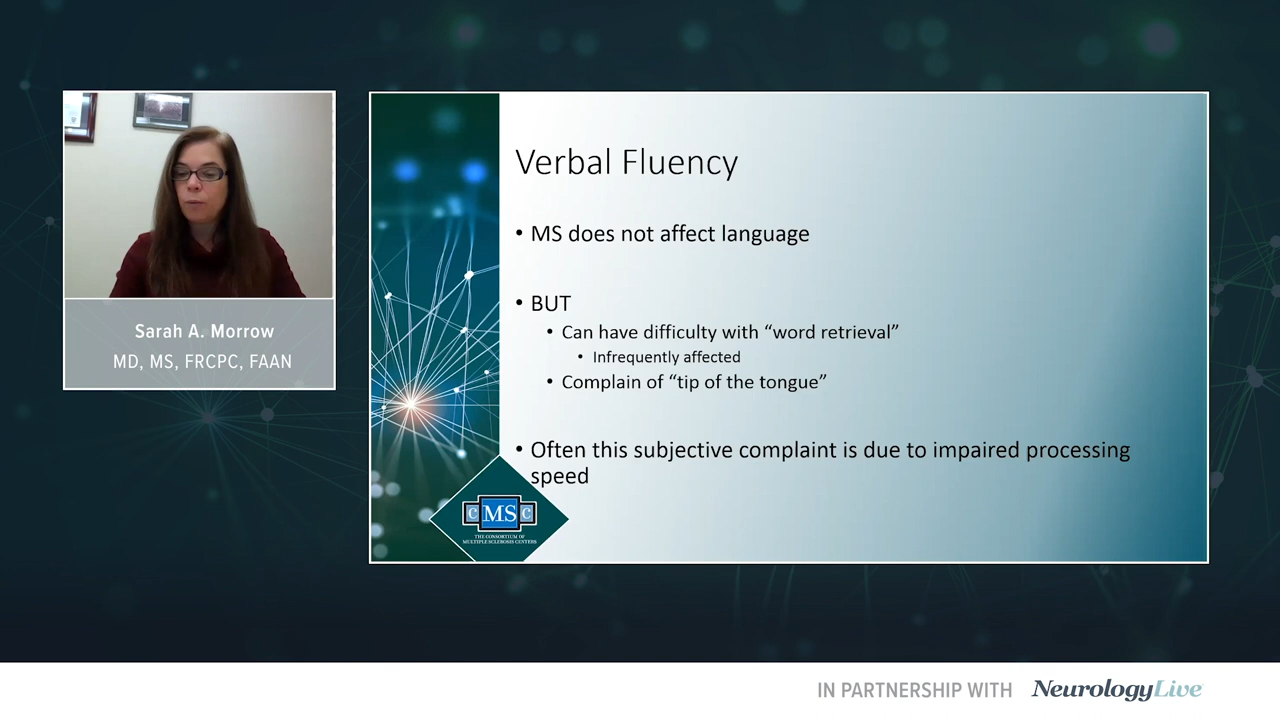 Sarah A. Morrow
MD, MS, FRCPC, FAAN
Verbal Fluency
• MS does not affect language
• BUT
• Can have difficulty with “word retrieval”
• Infrequently affected
• Complain of “tip of the tongue”
• Often this subjective complaint is due to impaired processing
speed
CMSC
THE CONSORTIUM OF
MULTIPLE SCLEROSIS CENTERS
IN PARTNERSHIP WITH NeurologyLive